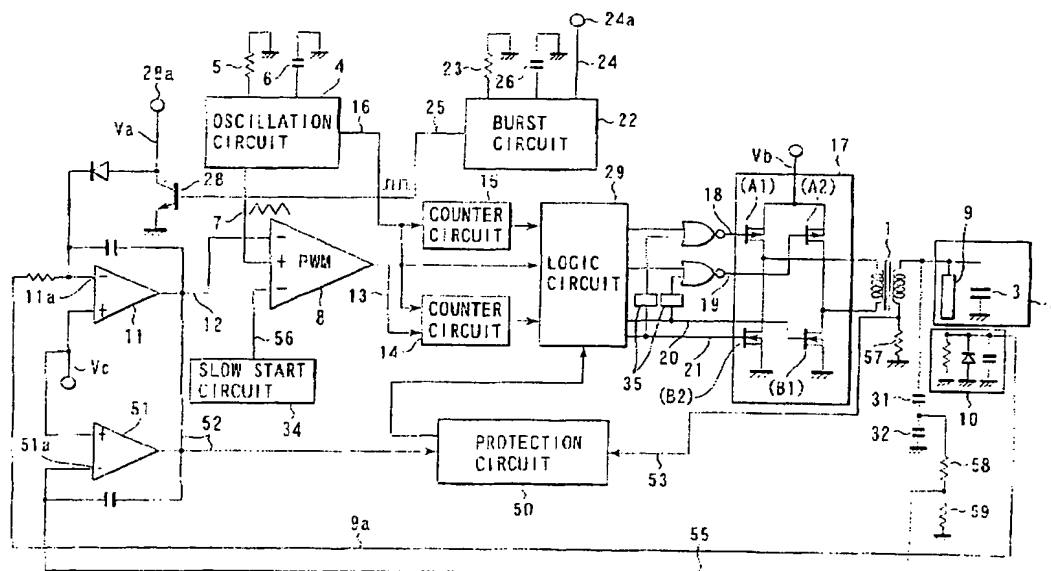 24a
28a
5
6
4
23
26
24
Va
OSCILLATION
CIRCUIT
16
25
BURST
CIRCUIT
22
Vb
17
28
29
(A1)
(A2)
7
15
18
1
9
COUNTER
CIRCUIT
PWM
LOGIC
CIRCUIT
3
11a
12
13
8
19
11
COUNTER
CIRCUIT
14
20
21
57
56
35
Vc
SLOW START
CIRCUIT
34
(B2)
(B1)
31
10
51
52
32
51a
PROTECTION
CIRCUIT
50
53
58
59
9a
55